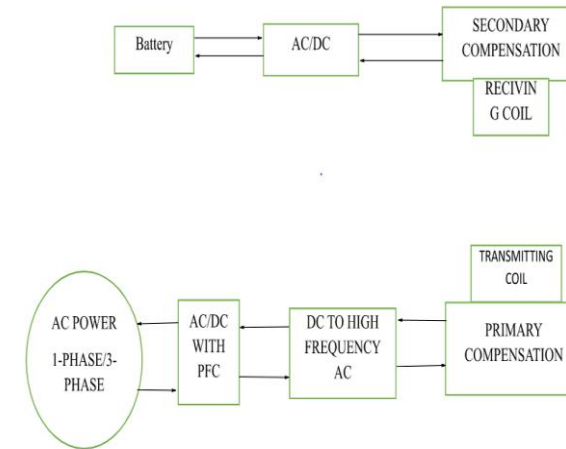 SECONDARY
COMPENSATION
Battery
AC/DC
RECIVIN
G COIL
TRANSMITTING
COIL
AC POWER
1-PHASE/3-
PHASE
AC/DC
WITH
PFC
DC TO HIGH
FREQUENCY
AC
PRIMARY
COMPENSATION